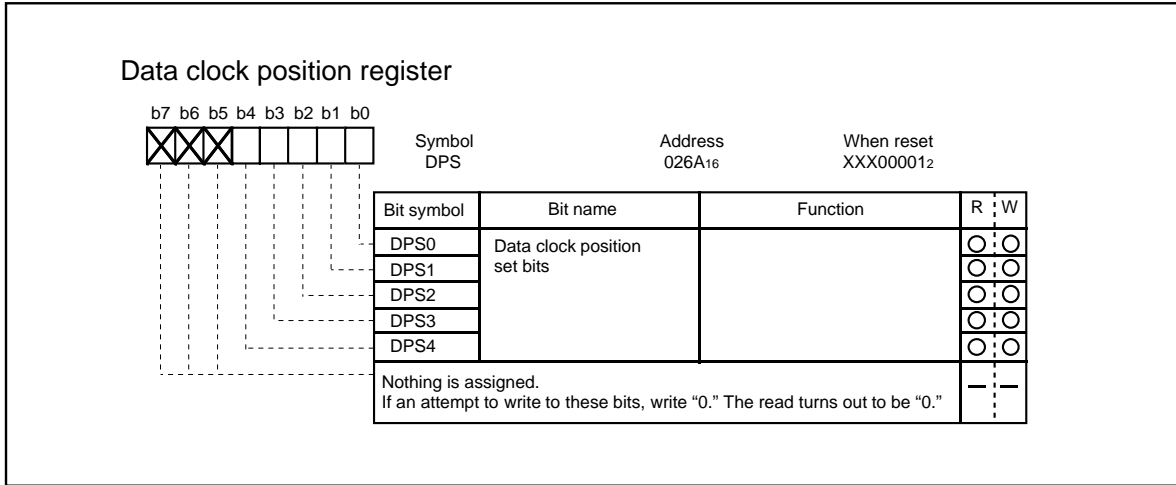 Data clock position register
b7 b6 b5 b4 b3 b2 b1 b0
Symbol Address When reset
DPS 026A16 XXX000012
Bit symbol Bit name Function R W
DPS0 Data clock position
DPS1 set bits
DPS2
DPS3
DPS4
Nothing is assigned.
If an attempt to write to these bits, write “0.” The read turns out to be “0.”